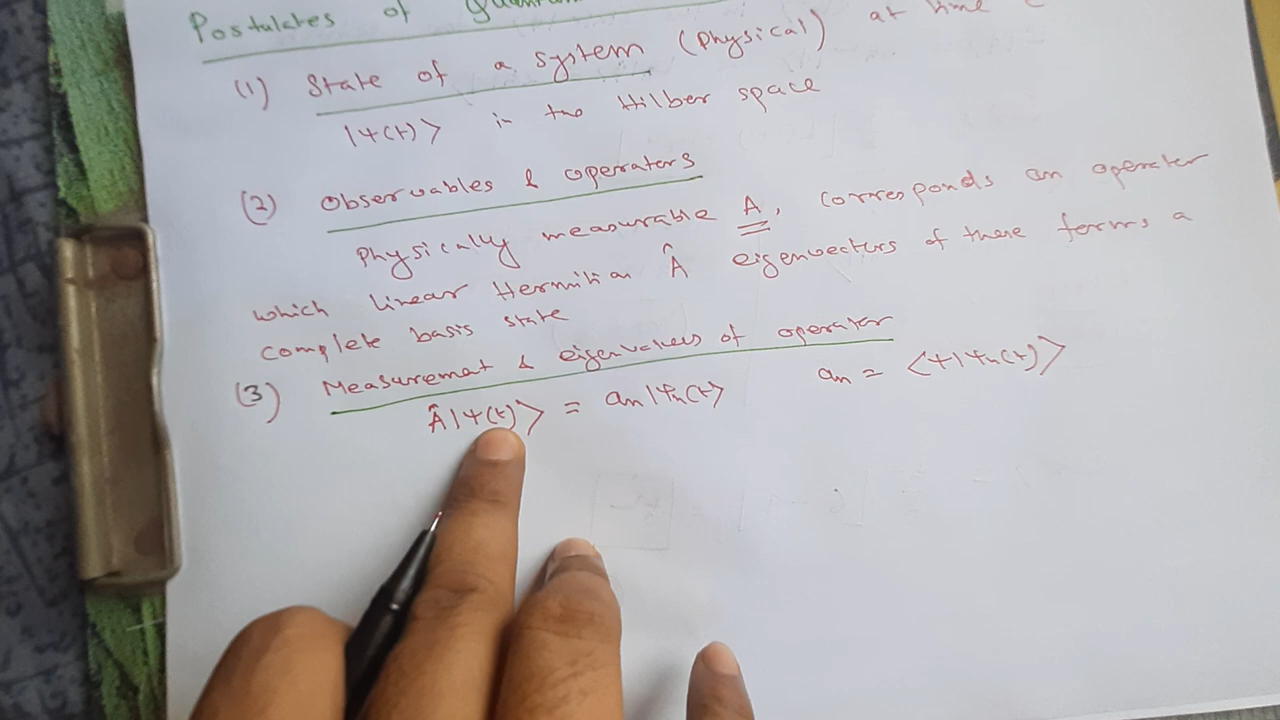 Postulates of Quantum
(1) State of a system (Physical) at time t
|ψ(t)> in the Hilber space
(2) Observables & operators
Physically measurable A, corresponds an operator
which linear Hermitian Â eigenvectors of these forms a
complete basis state
(3) Measuremat & eigenvalues of operator
Â|ψ(t)> = an|ψn(t)> an = <ψ|ψn(t)>